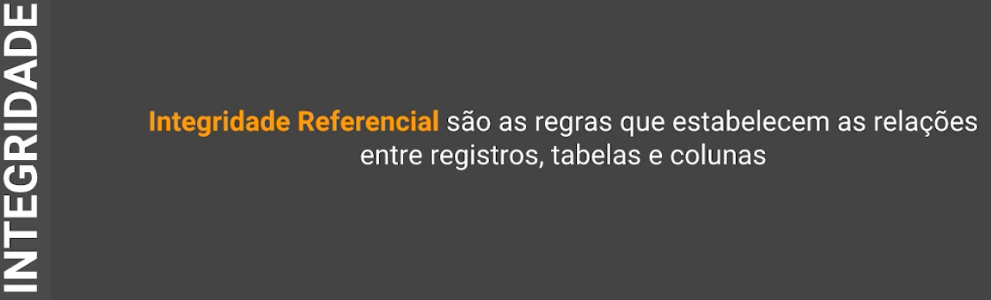 INTEGRIDADE
Integridade Referencial são as regras que estabelecem as relações
entre registros, tabelas e colunas